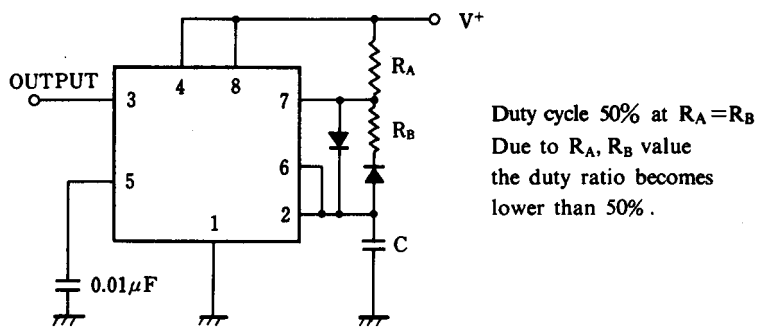 V⁺
R_A
OUTPUT
3
4
8
7
R_B
5
6
2
1
C
0.01μF
Duty cycle 50% at R_A=R_B
Due to R_A, R_B value
the duty ratio becomes
lower than 50%.